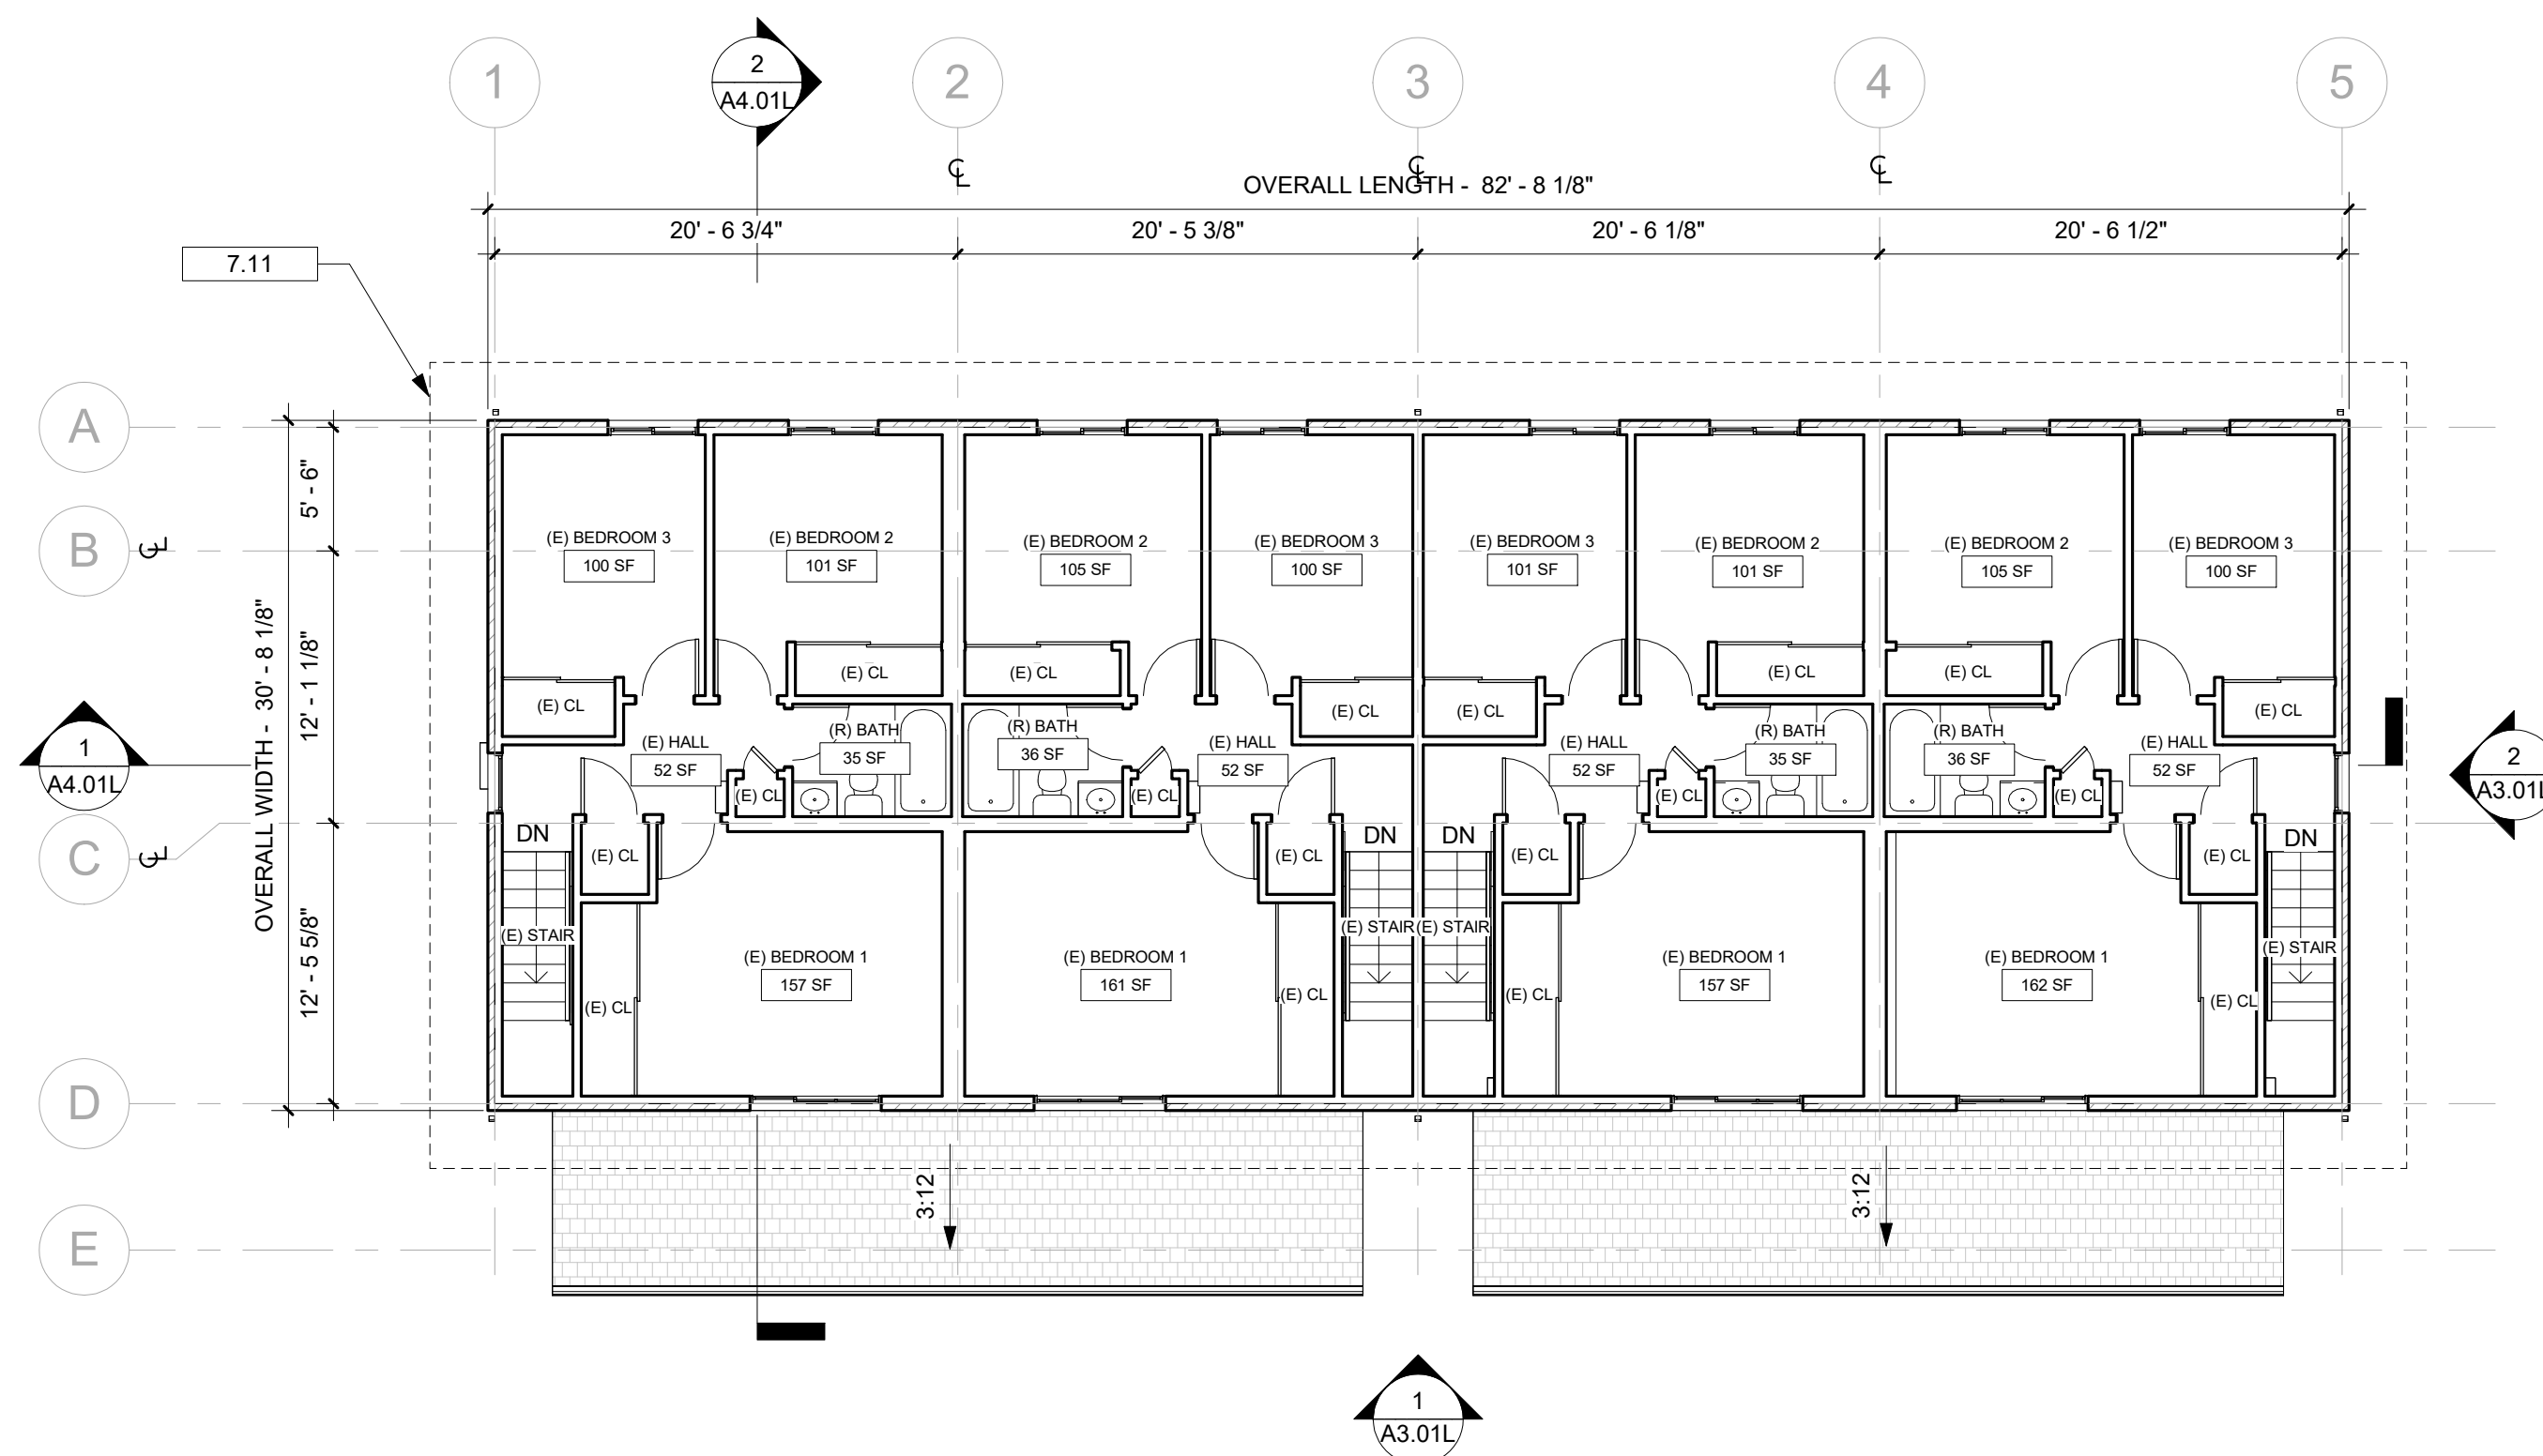 1
2
A4.01L
2
3
4
5
OVERALL LENGTH - 82' - 8 1/8"
20' - 6 3/4"
20' - 5 3/8"
20' - 6 1/8"
20' - 6 1/2"
7.11
A
B
C
D
E
OVERALL WIDTH - 30' - 8 1/8"
5' - 6"
12' - 1 1/8"
12' - 5 5/8"
1
A4.01L
2
A3.01L
(E) BEDROOM 3
100 SF
(E) BEDROOM 2
101 SF
(E) BEDROOM 2
105 SF
(E) BEDROOM 3
100 SF
(E) BEDROOM 3
101 SF
(E) BEDROOM 2
101 SF
(E) BEDROOM 2
105 SF
(E) BEDROOM 3
100 SF
(E) CL
(E) CL
(E) CL
(E) CL
(E) CL
(E) CL
(E) CL
(E) CL
(E) HALL
52 SF
(R) BATH
35 SF
(R) BATH
36 SF
(E) HALL
52 SF
(E) HALL
52 SF
(R) BATH
35 SF
(R) BATH
36 SF
(E) HALL
52 SF
(E) CL
(E) CL
(E) CL
(E) CL
DN
(E) CL
(E) CL
DN
DN
(E) CL
(E) CL
DN
(E) STAIR
(E) STAIR
(E) STAIR
(E) STAIR
(E) CL
(E) BEDROOM 1
157 SF
(E) BEDROOM 1
161 SF
(E) CL
(E) CL
(E) BEDROOM 1
157 SF
(E) BEDROOM 1
162 SF
(E) CL
3:12
3:12
1
A3.01L